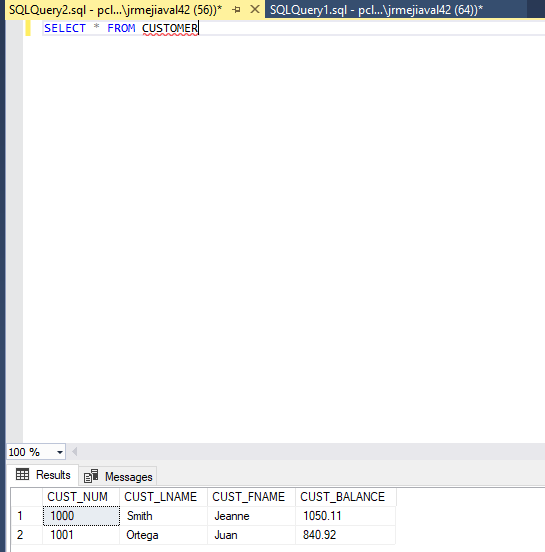 SQLQuery2.sql - pcl...\jrmejiaval42 (56))* SQLQuery1.sql - pcl...\jrmejiaval42 (64))*
SELECT * FROM CUSTOMER
100 %
Results Messages
CUST_NUM CUST_LNAME CUST_FNAME CUST_BALANCE
1 1000 Smith Jeanne 1050.11
2 1001 Ortega Juan 840.92